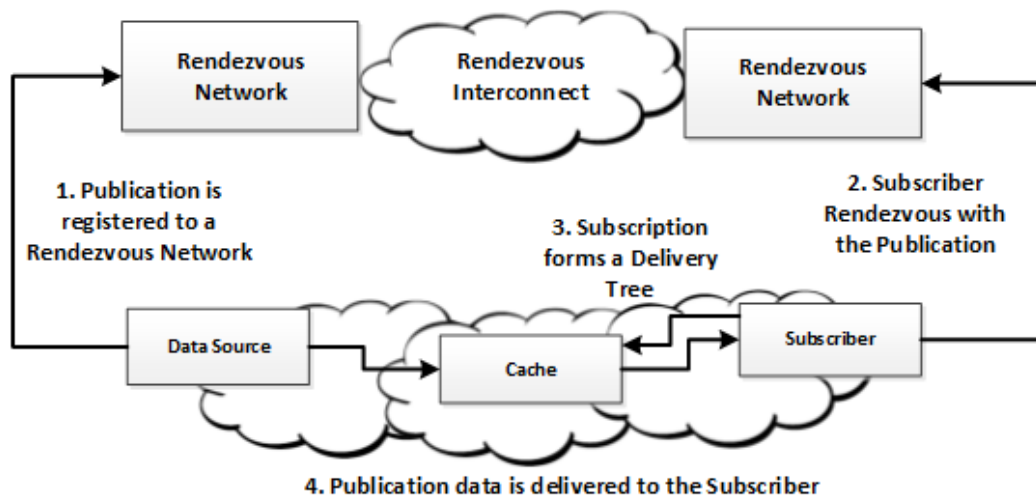 Rendezvous
Network
Rendezvous
Interconnect
Rendezvous
Network
1. Publication is
registered to a
Rendezvous Network
2. Subscriber
Rendezvous with
the Publication
3. Subscription
forms a Delivery
Tree
Data Source
Cache
Subscriber
4. Publication data is delivered to the Subscriber